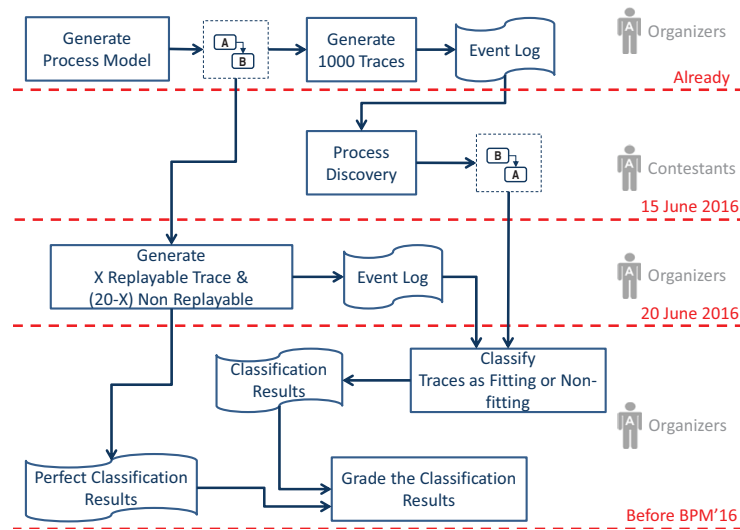 Generate
Process Model
A
B
Generate
1000 Traces
Event Log
A
Organizers
Already
Process
Discovery
B
A
A
Contestants
15 June 2016
Generate
X Replayable Trace &
(20-X) Non Replayable
Event Log
A
Organizers
20 June 2016
Classification
Results
Classify
Traces as Fitting or Non-
fitting
A
Organizers
Perfect Classification
Results
Grade the Classification
Results
Before BPM'16